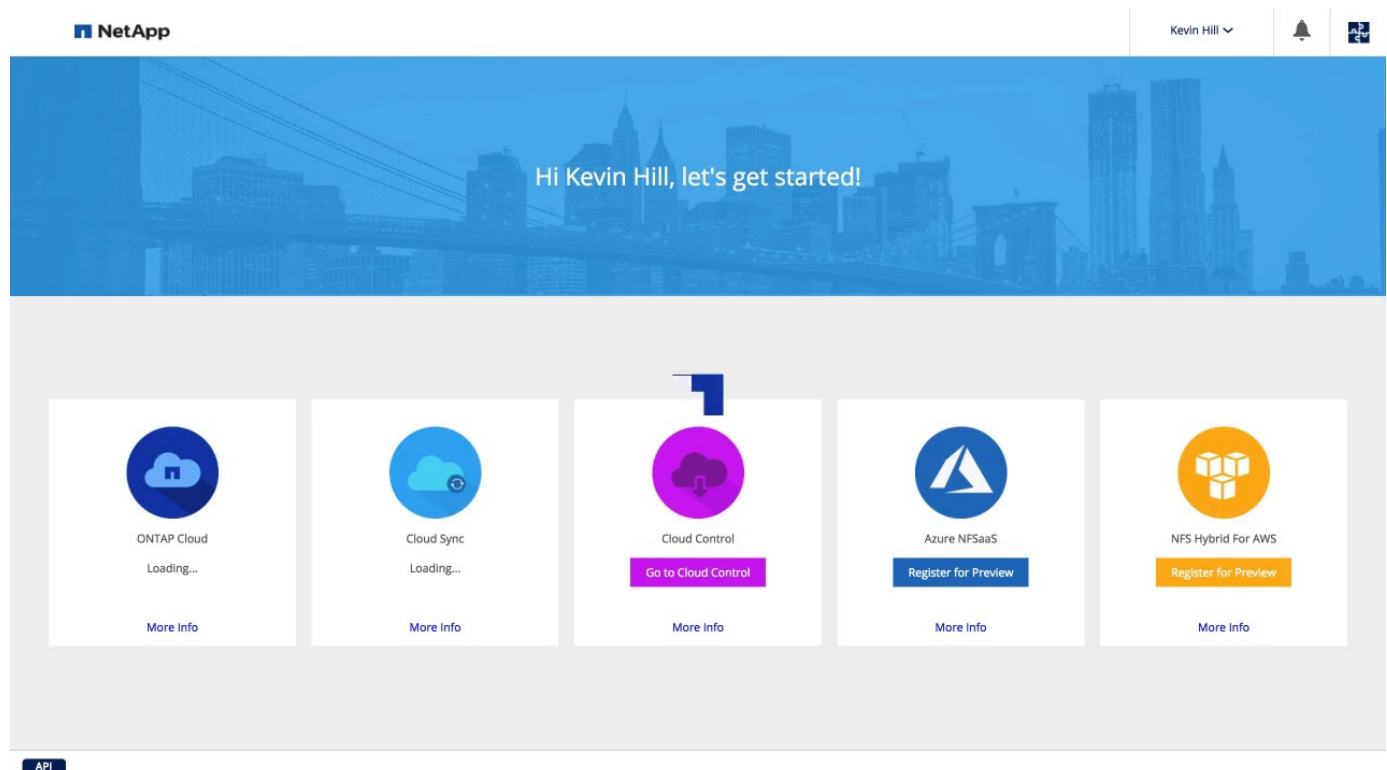 NetApp
Kevin Hill
Hi Kevin Hill, let's get started!
ONTAP Cloud
Loading...
More Info
Cloud Sync
Loading...
More Info
Cloud Control
Go to Cloud Control
More Info
Azure NFSaaS
Register for Preview
More Info
NFS Hybrid For AWS
Register for Preview
More Info
API